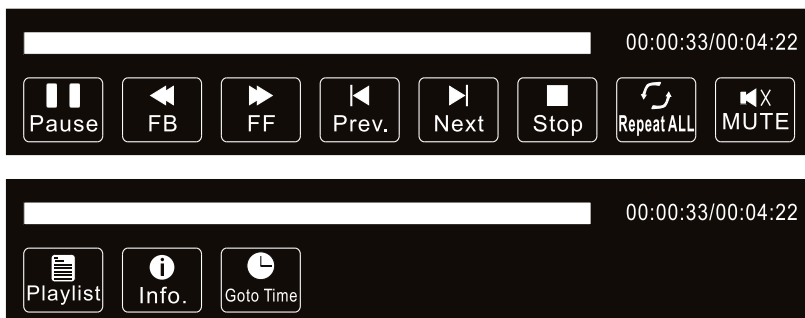 00:00:33/00:04:22
Pause FB FF Prev. Next Stop Repeat ALL MUTE
00:00:33/00:04:22
Playlist Info. Goto Time